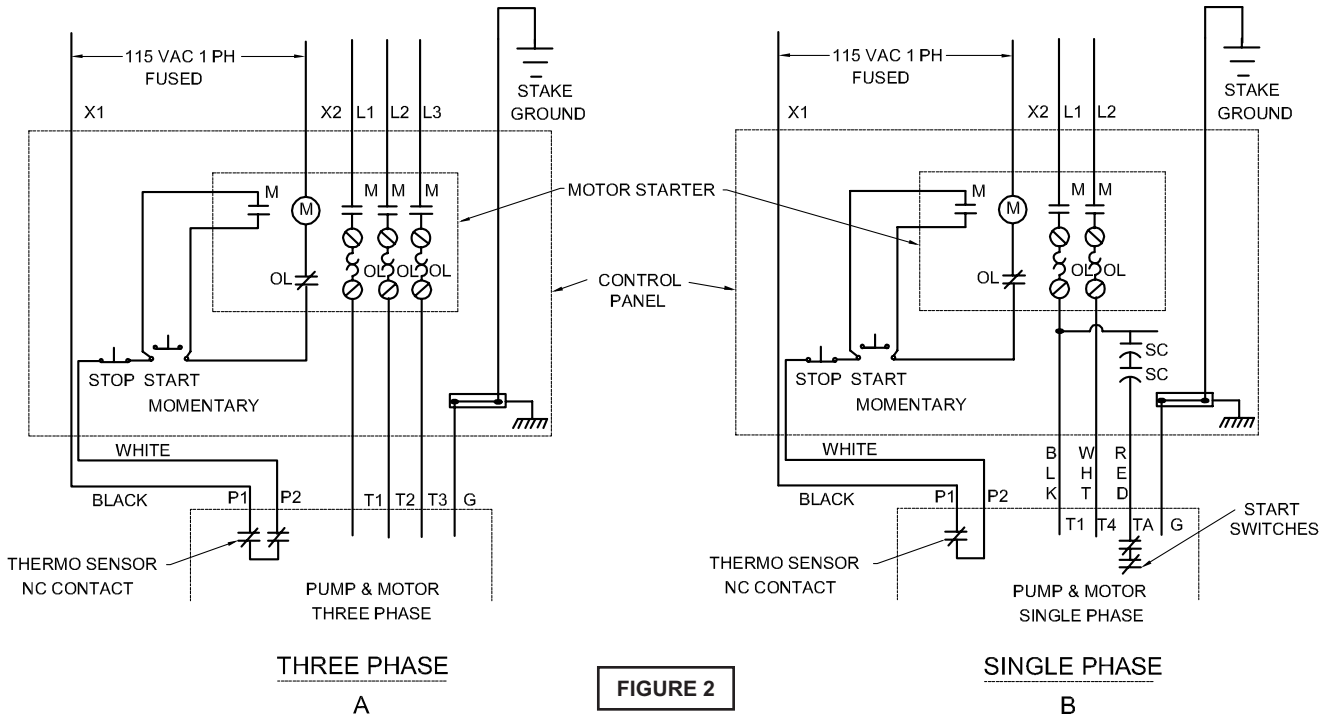 115 VAC 1 PH
FUSED
X1
X2
L1
L2
L3
STAKE
GROUND
M
M
M
M
M
OL
OL
OL
OL
STOP
START
MOMENTARY
WHITE
BLACK
P1
P2
T1
T2
T3
G
THERMO SENSOR
NC CONTACT
PUMP & MOTOR
THREE PHASE
THREE PHASE
A
MOTOR STARTER
CONTROL
PANEL
FIGURE 2
115 VAC 1 PH
FUSED
X1
X2
L1
L2
STAKE
GROUND
M
M
M
M
OL
OL
OL
SC
SC
STOP
START
MOMENTARY
WHITE
BLACK
BLK
WHT
RED
P1
P2
T1
T4
TA
G
START
SWITCHES
THERMO SENSOR
NC CONTACT
PUMP & MOTOR
SINGLE PHASE
SINGLE PHASE
B